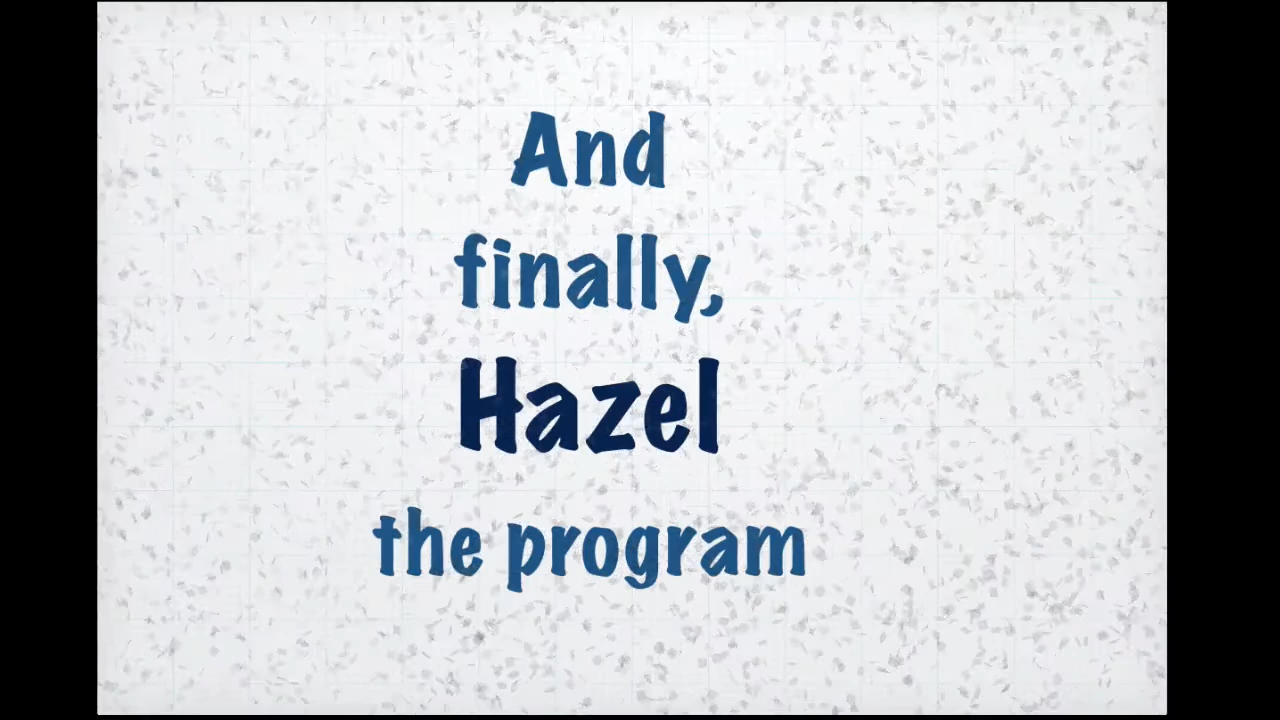 And
finally,
Hazel
the program